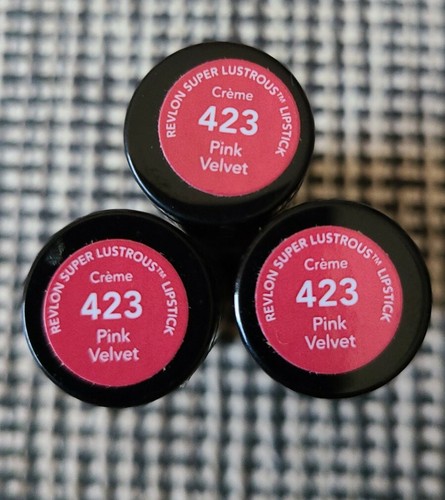 REVLON SUPER LUSTROUS™ LIPSTICK
Crème
423
Pink
Velvet
REVLON SUPER LUSTROUS™ LIPSTICK
Crème
423
Pink
Velvet
REVLON SUPER LUSTROUS™ LIPSTICK
Crème
423
Pink
Velvet